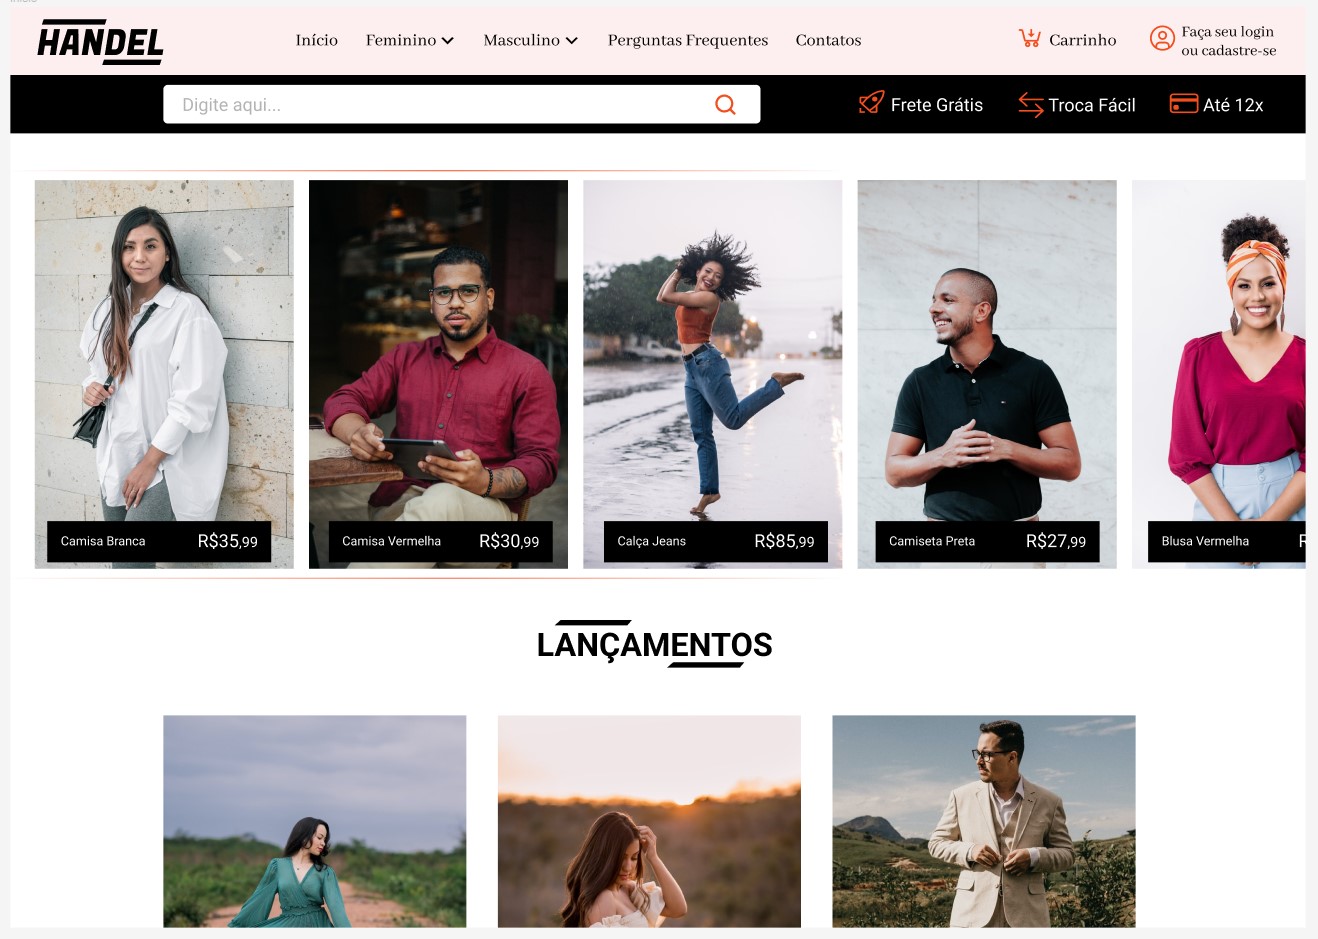 HANDEL
Início
Feminino
Masculino
Perguntas Frequentes
Contatos
Carrinho
Faça seu login
ou cadastre-se
Digite aqui...
Frete Grátis
Troca Fácil
Até 12x
Camisa Branca
R$35,99
Camisa Vermelha
R$30,99
Calça Jeans
R$85,99
Camiseta Preta
R$27,99
Blusa Vermelha
LANÇAMENTOS